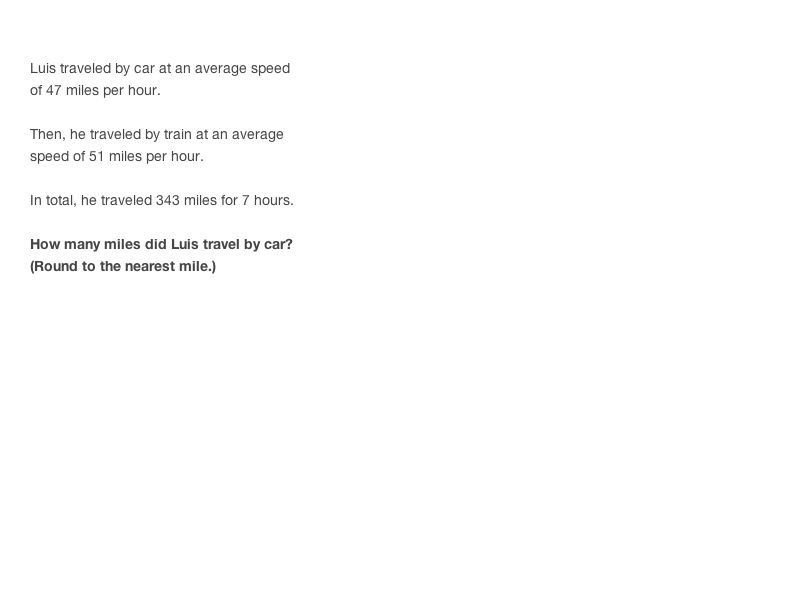 Luis traveled by car at an average speed
of 47 miles per hour.
Then, he traveled by train at an average
speed of 51 miles per hour.
In total, he traveled 343 miles for 7 hours.
How many miles did Luis travel by car?
(Round to the nearest mile.)